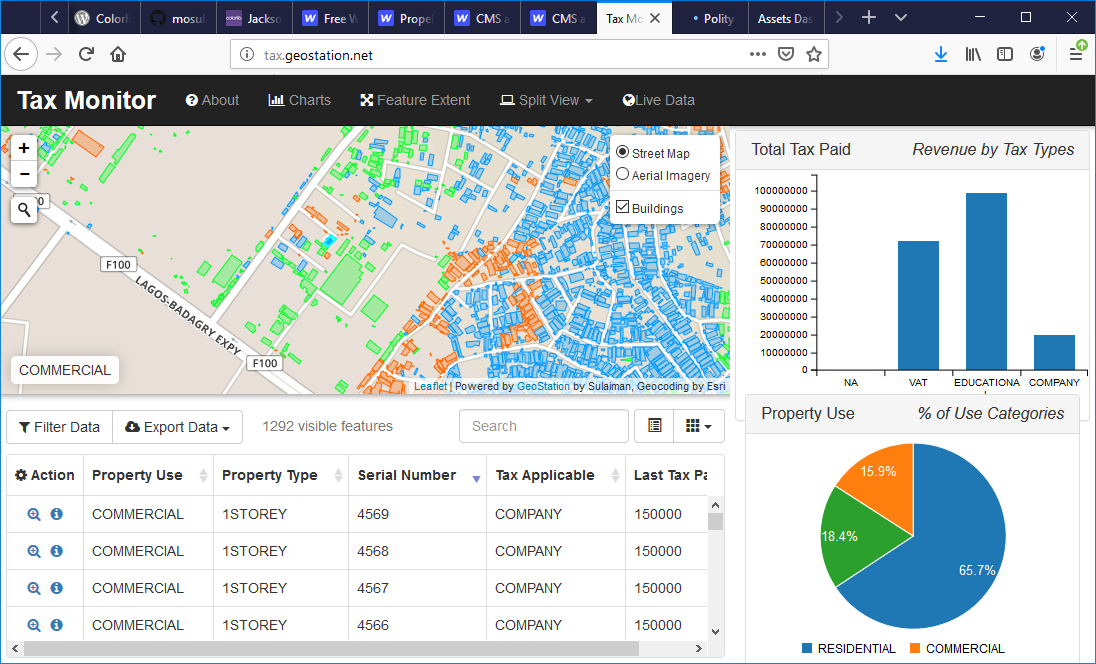 Colorl
mosul
Jackso
Free W
Propel
CMS a
CMS a
Tax Mo
Polity
Assets Das
tax.geostation.net
Tax Monitor About Charts Feature Extent Split View Live Data
+
−
F100
LAGOS-BADAGRY EXPY
F100
COMMERCIAL
Street Map
Aerial Imagery
Buildings
Leaflet | Powered by GeoStation by Sulaiman, Geocoding by Esri
Total Tax Paid Revenue by Tax Types
100000000
90000000
80000000
70000000
60000000
50000000
40000000
30000000
20000000
10000000
0
NA VAT EDUCATIONA COMPANY
Filter Data Export Data 1292 visible features Search
Action Property Use Property Type Serial Number Tax Applicable Last Tax Pa
COMMERCIAL 1STOREY 4569 COMPANY 150000
COMMERCIAL 1STOREY 4568 COMPANY 150000
COMMERCIAL 1STOREY 4567 COMPANY 150000
COMMERCIAL 1STOREY 4566 COMPANY 150000
Property Use % of Use Categories
15.9%
18.4%
65.7%
RESIDENTIAL COMMERCIAL